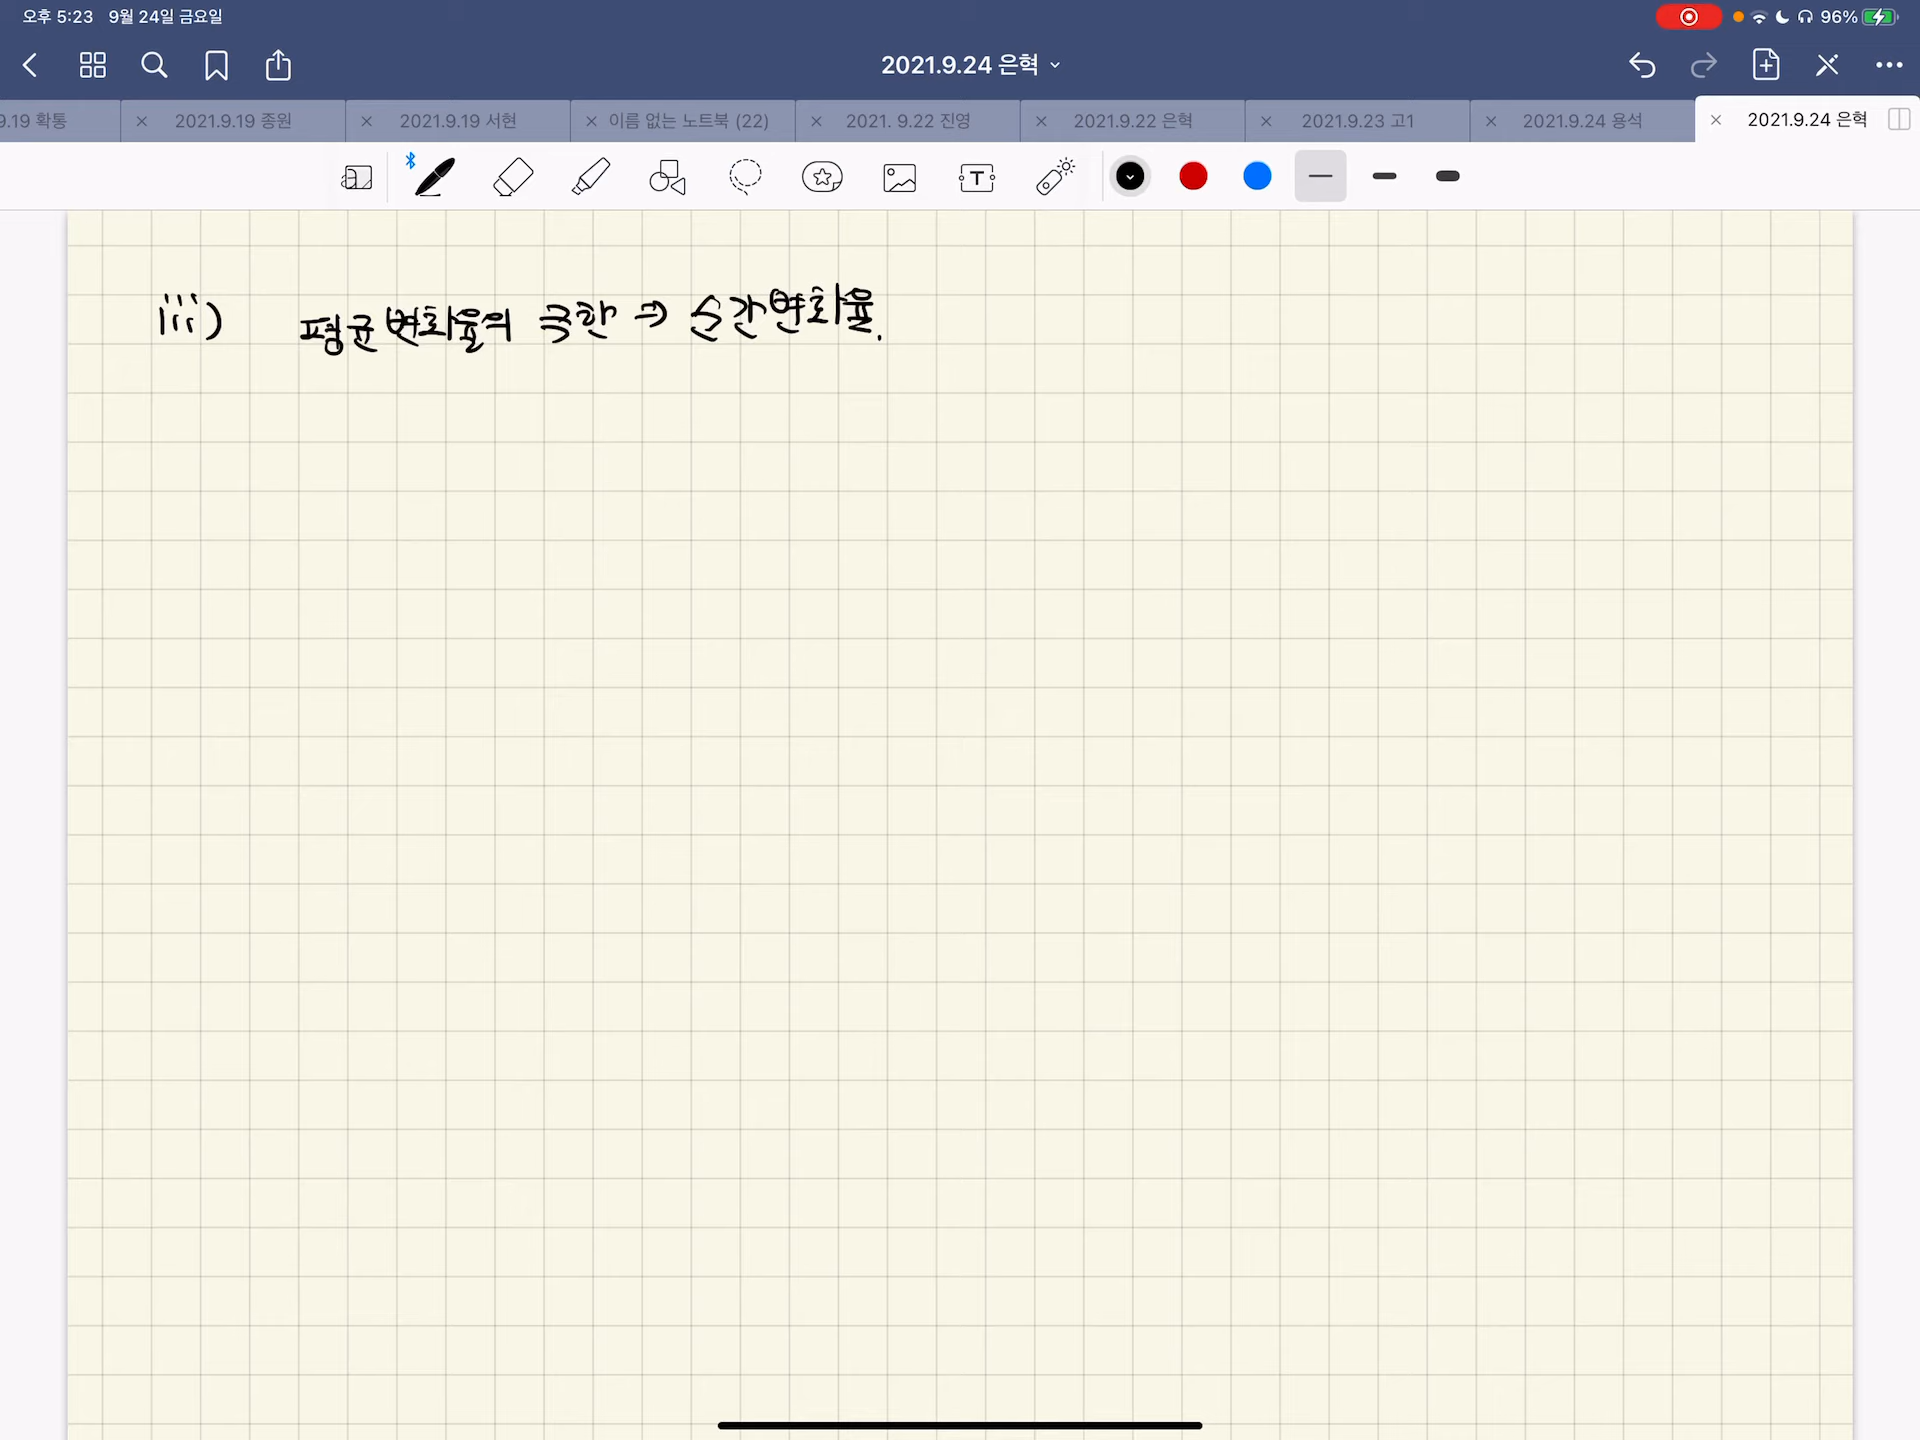 오후 5:23 9월 24일 금요일 96%
2021.9.24 은혁
9.19 확통 2021.9.19 종원 2021.9.19 서현 이름 없는 노트북 (22) 2021. 9.22 진영 2021.9.22 은혁 2021.9.23 고1 2021.9.24 용석 2021.9.24 은혁
iii) 평균변화율의 극한 ⇒ 순간변화율.